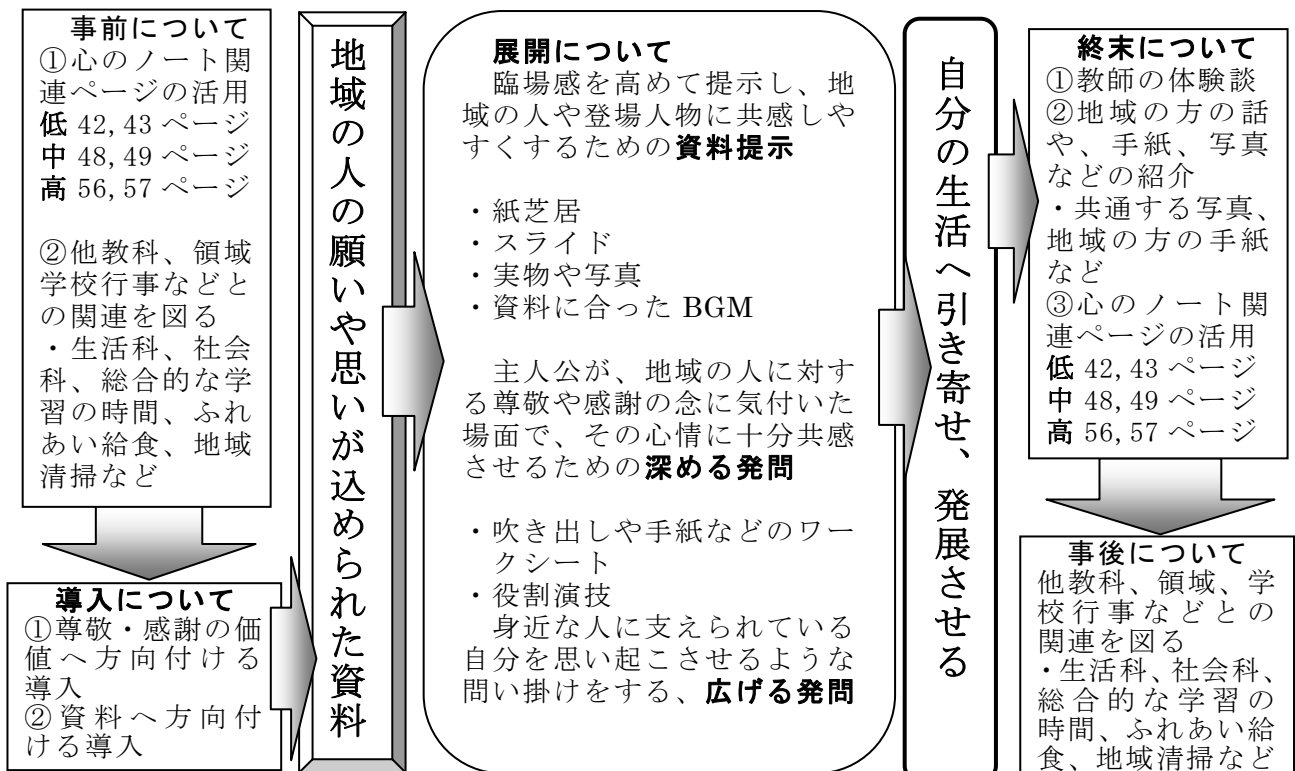 事前について
①心のノート関
連ページの活用
低 42,43 ページ
中 48,49 ページ
高 56,57 ページ
②他教科、領域
学校行事などと
の関連を図る
・生活科、社会
科、総合的な学
習の時間、ふれ
あい給食、地域
清掃など
導入について
①尊敬・感謝の価
値へ方向付ける
導入
②資料へ方向付
ける導入
地域の人の願いや思いが込められた資料
展開について
臨場感を高めて提示し、地
域の人や登場人物に共感しや
すくするための資料提示
・紙芝居
・スライド
・実物や写真
・資料に合った BGM
主人公が、地域の人に対す
る尊敬や感謝の念に気付いた
場面で、その心情に十分共感
させるための深める発問
・吹き出しや手紙などのワー
クシート
・役割演技
身近な人に支えられている
自分を思い起こさせるような
問い掛けをする、広げる発問
自分の生活へ引き寄せ、発展させる
終末について
①教師の体験談
②地域の方の話
や、手紙、写真
などの紹介
・共通する写真、
地域の方の手紙
など
③心のノート関
連ページの活用
低 42,43 ページ
中 48,49 ページ
高 56,57 ページ
事後について
他教科、領域、学
校行事などとの
関連を図る
・生活科、社会科、
総合的な学習の
時間、ふれあい給
食、地域清掃など